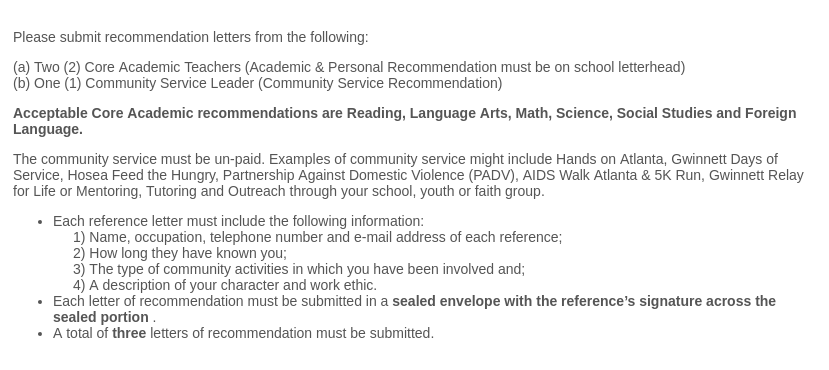 Please submit recommendation letters from the following:
(a) Two (2) Core Academic Teachers (Academic & Personal Recommendation must be on school letterhead)
(b) One (1) Community Service Leader (Community Service Recommendation)
Acceptable Core Academic recommendations are Reading, Language Arts, Math, Science, Social Studies and Foreign
Language.
The community service must be un-paid. Examples of community service might include Hands on Atlanta, Gwinnett Days of
Service, Hosea Feed the Hungry, Partnership Against Domestic Violence (PADV), AIDS Walk Atlanta & 5K Run, Gwinnett Relay
for Life or Mentoring, Tutoring and Outreach through your school, youth or faith group.
• Each reference letter must include the following information:
1) Name, occupation, telephone number and e-mail address of each reference;
2) How long they have known you;
3) The type of community activities in which you have been involved and;
4) A description of your character and work ethic.
• Each letter of recommendation must be submitted in a sealed envelope with the reference’s signature across the
sealed portion .
• A total of three letters of recommendation must be submitted.